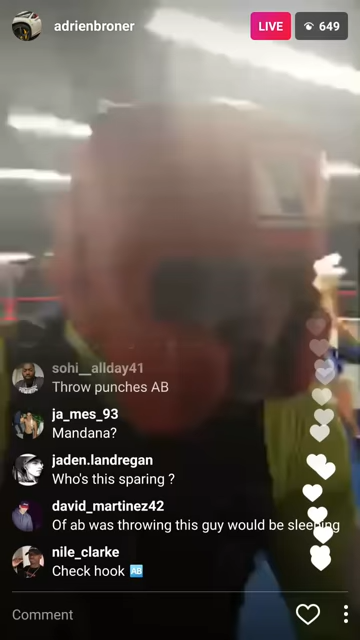 adrienbroner
LIVE
649
sohi__allday41
Throw punches AB
ja_mes_93
Mandana?
jaden.landregan
Who's this sparing ?
david_martinez42
Of ab was throwing this guy would be sleeping
nile_clarke
Check hook 🆎
Comment